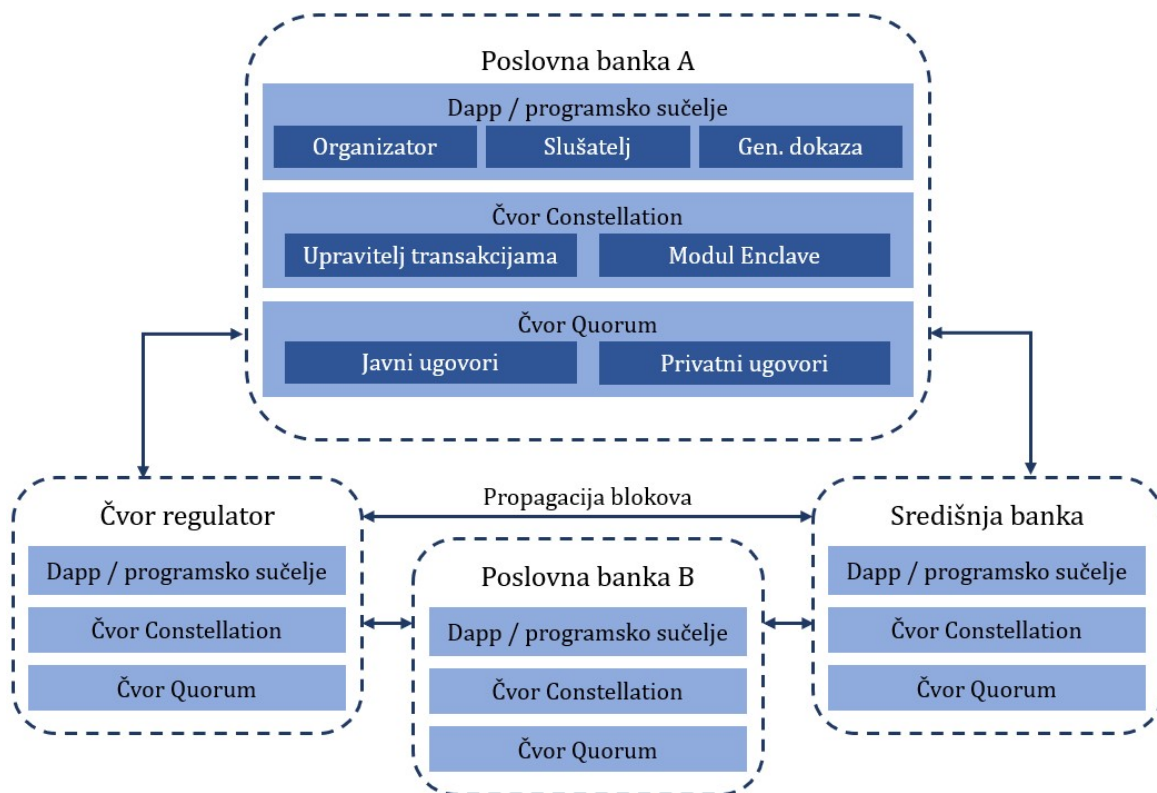 Poslovna banka A
Dapp / programsko sučelje
Organizator
Slušatelj
Gen. dokaza
Čvor Constellation
Upravitelj transakcijama
Modul Enclave
Čvor Quorum
Javni ugovori
Privatni ugovori
Propagacija blokova
Čvor regulator
Dapp / programsko sučelje
Čvor Constellation
Čvor Quorum
Poslovna banka B
Dapp / programsko sučelje
Čvor Constellation
Čvor Quorum
Središnja banka
Dapp / programsko sučelje
Čvor Constellation
Čvor Quorum